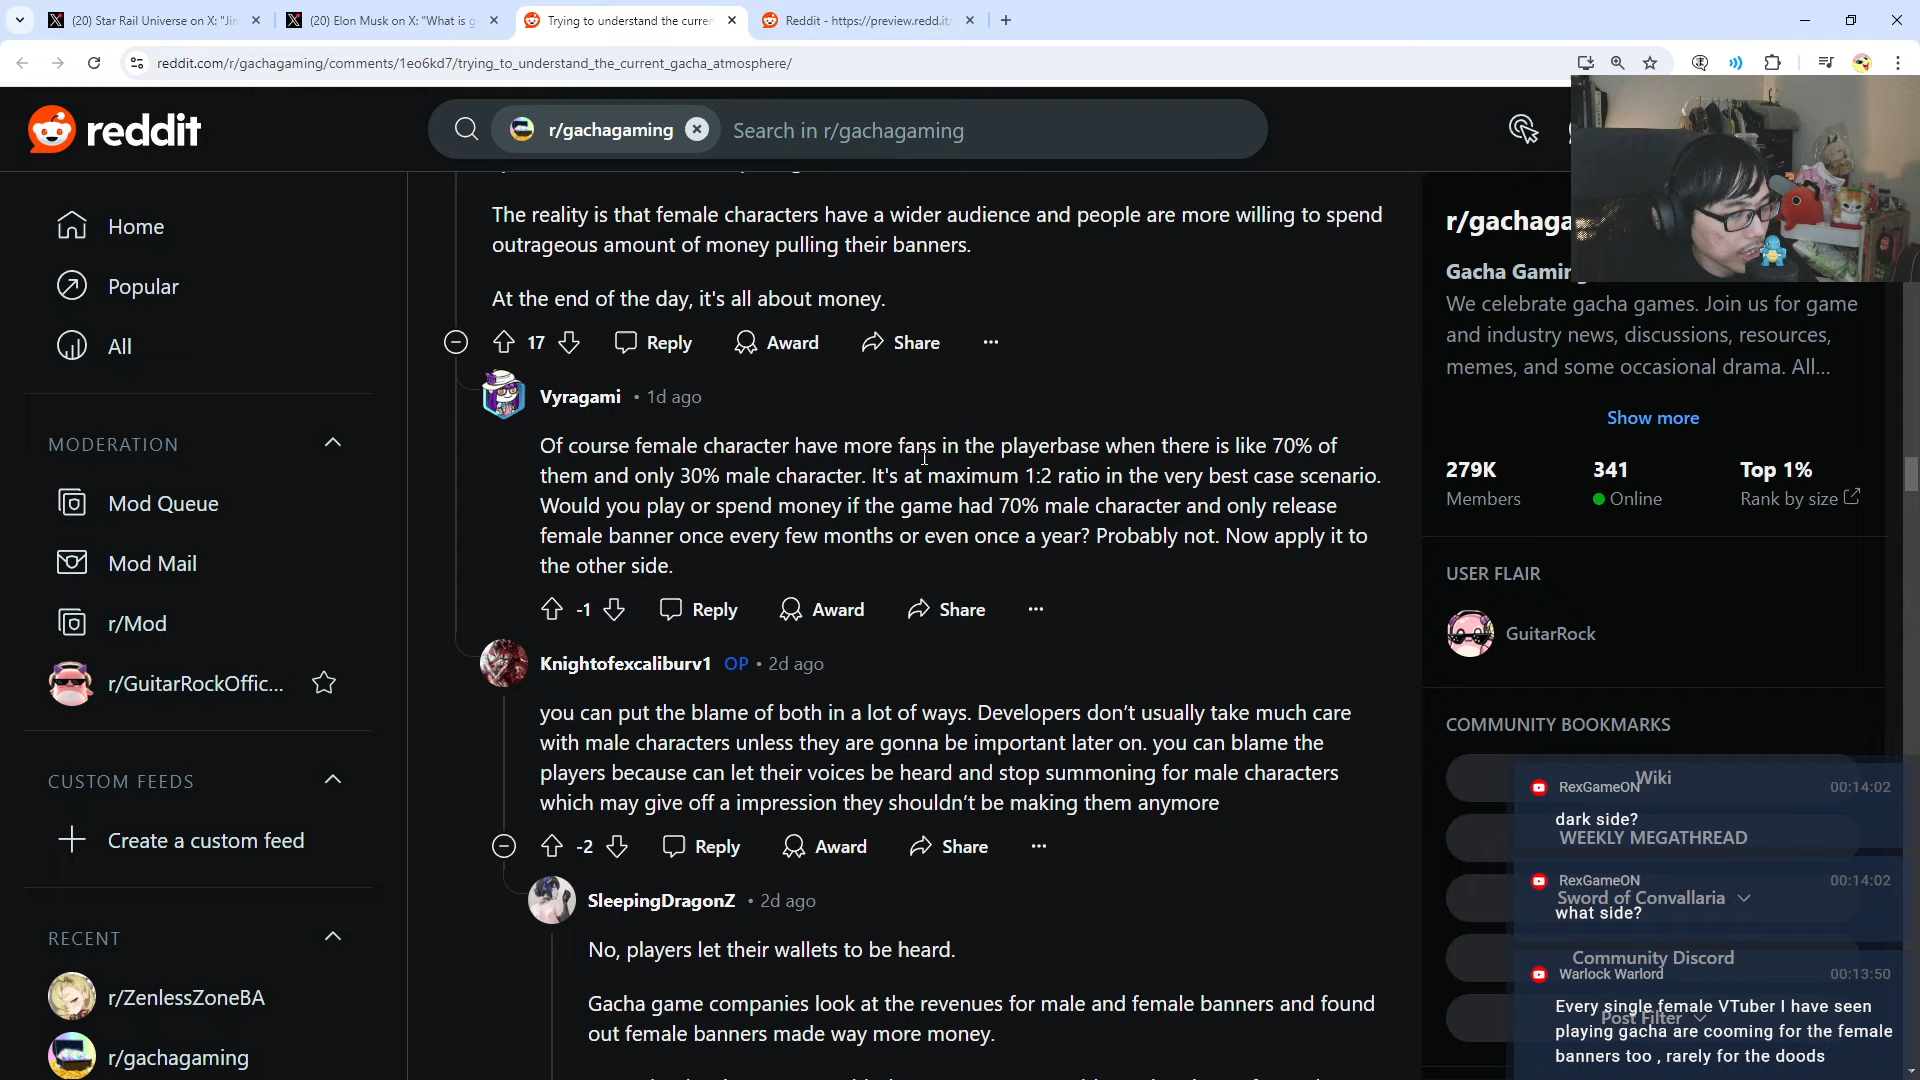 (20) Star Rail Universe on X: "Jin
(20) Elon Musk on X: "What is g
Trying to understand the curren
Reddit - https://preview.redd.it/
reddit.com/r/gachagaming/comments/1eo6kd7/trying_to_understand_the_current_gacha_atmosphere/
reddit
r/gachagaming
Search in r/gachagaming
Home
Popular
All
MODERATION
Mod Queue
Mod Mail
r/Mod
r/GuitarRockOffic...
CUSTOM FEEDS
Create a custom feed
RECENT
r/ZenlessZoneBA
r/gachagaming
The reality is that female characters have a wider audience and people are more willing to spend
outrageous amount of money pulling their banners.
At the end of the day, it's all about money.
17 Reply Award Share
Vyragami • 1d ago
Of course female character have more fans in the playerbase when there is like 70% of
them and only 30% male character. It's at maximum 1:2 ratio in the very best case scenario.
Would you play or spend money if the game had 70% male character and only release
female banner once every few months or even once a year? Probably not. Now apply it to
the other side.
-1 Reply Award Share
Knightofexcaliburv1 OP • 2d ago
you can put the blame of both in a lot of ways. Developers don’t usually take much care
with male characters unless they are gonna be important later on. you can blame the
players because can let their voices be heard and stop summoning for male characters
which may give off a impression they shouldn’t be making them anymore
-2 Reply Award Share
SleepingDragonZ • 2d ago
No, players let their wallets to be heard.
Gacha game companies look at the revenues for male and female banners and found
out female banners made way more money.
r/gacha
Gacha Gamin
We celebrate gacha games. Join us for game
and industry news, discussions, resources,
memes, and some occasional drama. All...
Show more
279K 341 Top 1%
Members Online Rank by size
USER FLAIR
GuitarRock
COMMUNITY BOOKMARKS
Wiki
RexGameON 00:14:02
dark side?
WEEKLY MEGATHREAD
RexGameON 00:14:02
Sword of Convallaria
what side?
Community Discord
Warlock Warlord 00:13:50
Every single female VTuber I have seen
Post Filter
playing gacha are cooming for the female
banners too , rarely for the doods